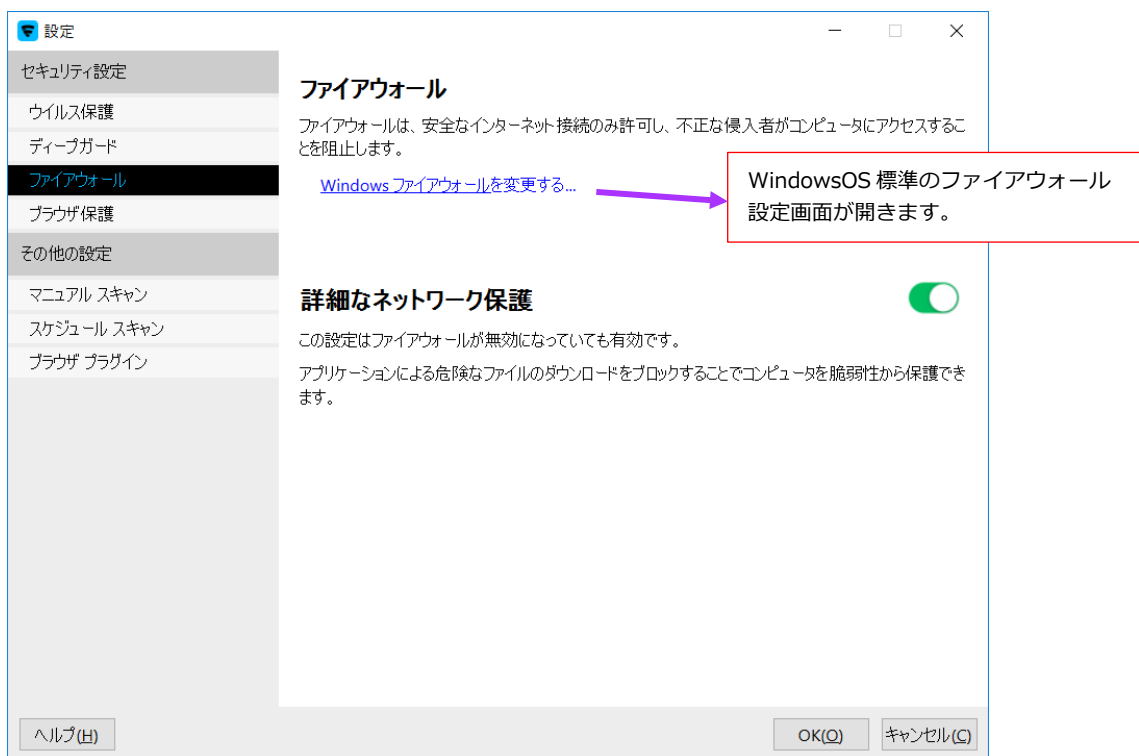 設定
セキュリティ設定
ウイルス保護
ディープガード
ファイアウォール
ブラウザ保護
その他の設定
マニュアル スキャン
スケジュール スキャン
ブラウザ プラグイン
ファイアウォール
ファイアウォールは、安全なインターネット接続のみ許可し、不正な侵入者がコンピュータにアクセスするこ
とを阻止します。
Windows ファイアウォールを変更する...
WindowsOS 標準のファイアウォール
設定画面が開きます。
詳細なネットワーク保護
この設定はファイアウォールが無効になっていても有効です。
アプリケーションによる危険なファイルのダウンロードをブロックすることでコンピュータを脆弱性から保護でき
ます。
ヘルプ(H)
OK(O)
キャンセル(C)